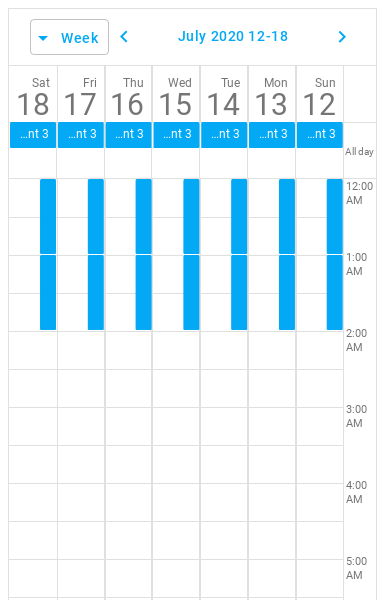 Week
July 2020 12-18
Sat Fri Thu Wed Tue Mon Sun
18 17 16 15 14 13 12
...nt 3 ...nt 3 ...nt 3 ...nt 3 ...nt 3 ...nt 3 ...nt 3
All day
12:00
AM
1:00
AM
2:00
AM
3:00
AM
4:00
AM
5:00
AM